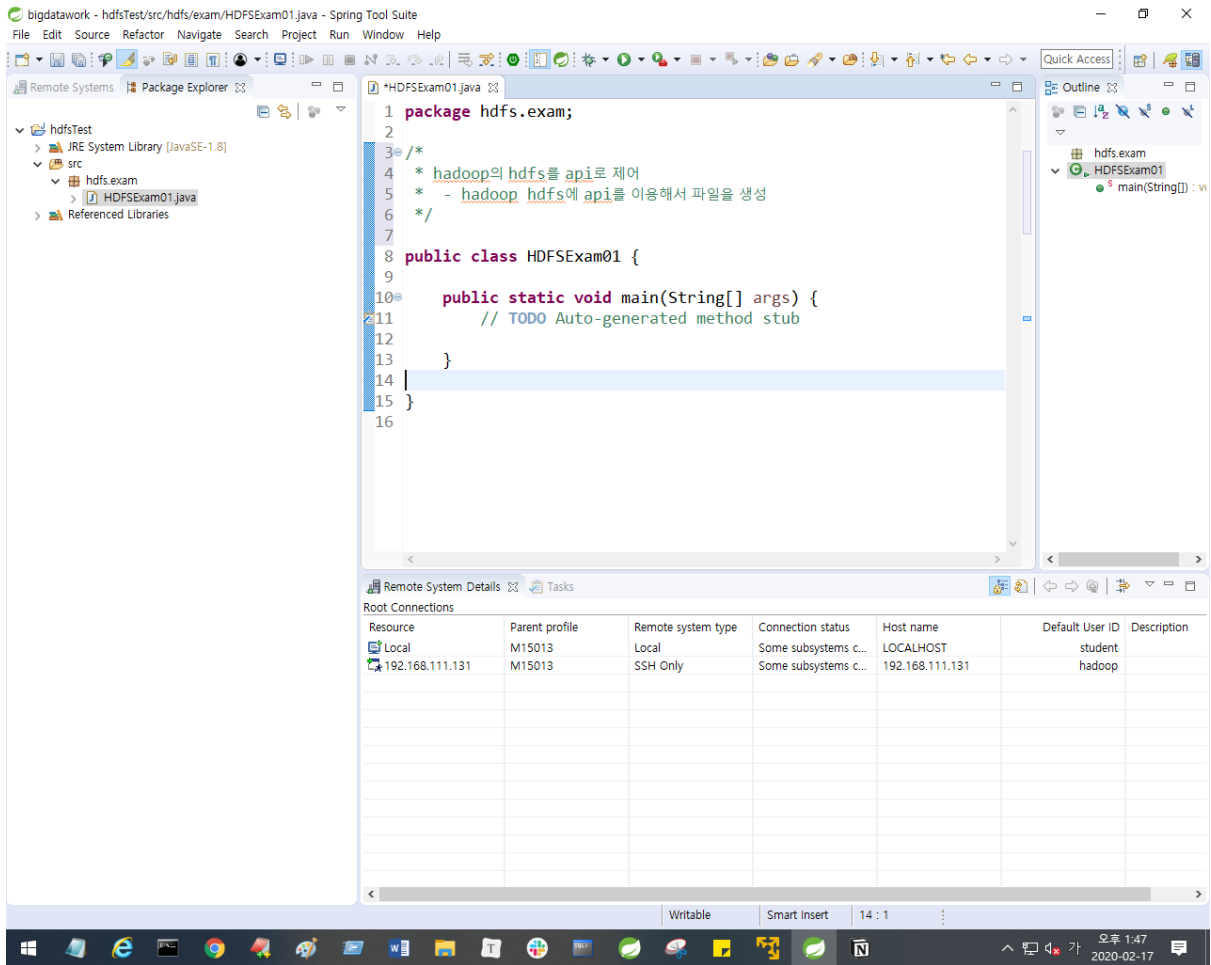 bigdatawork - hdfsTest/src/hdfs/exam/HDFSExam01.java - Spring Tool Suite
File Edit Source Refactor Navigate Search Project Run Window Help
Quick Access
Remote Systems Package Explorer
hdfsTest
JRE System Library [JavaSE-1.8]
src
hdfs.exam
HDFSExam01.java
Referenced Libraries
*HDFSExam01.java
1 package hdfs.exam;
2
3 /*
4 * hadoop의 hdfs를 api로 제어
5 * - hadoop hdfs에 api를 이용해서 파일을 생성
6 */
7
8 public class HDFSExam01 {
9
10 public static void main(String[] args) {
11 // TODO Auto-generated method stub
12
13 }
14
15 }
16
Outline
hdfs.exam
HDFSExam01
main(String[]) : v
Remote System Details Tasks
Root Connections
Resource Parent profile Remote system type Connection status Host name Default User ID Description
Local M15013 Local Some subsystems c... LOCALHOST student
192.168.111.131 M15013 SSH Only Some subsystems c... 192.168.111.131 hadoop
Writable Smart Insert 14 : 1
가 오후 1:47
2020-02-17